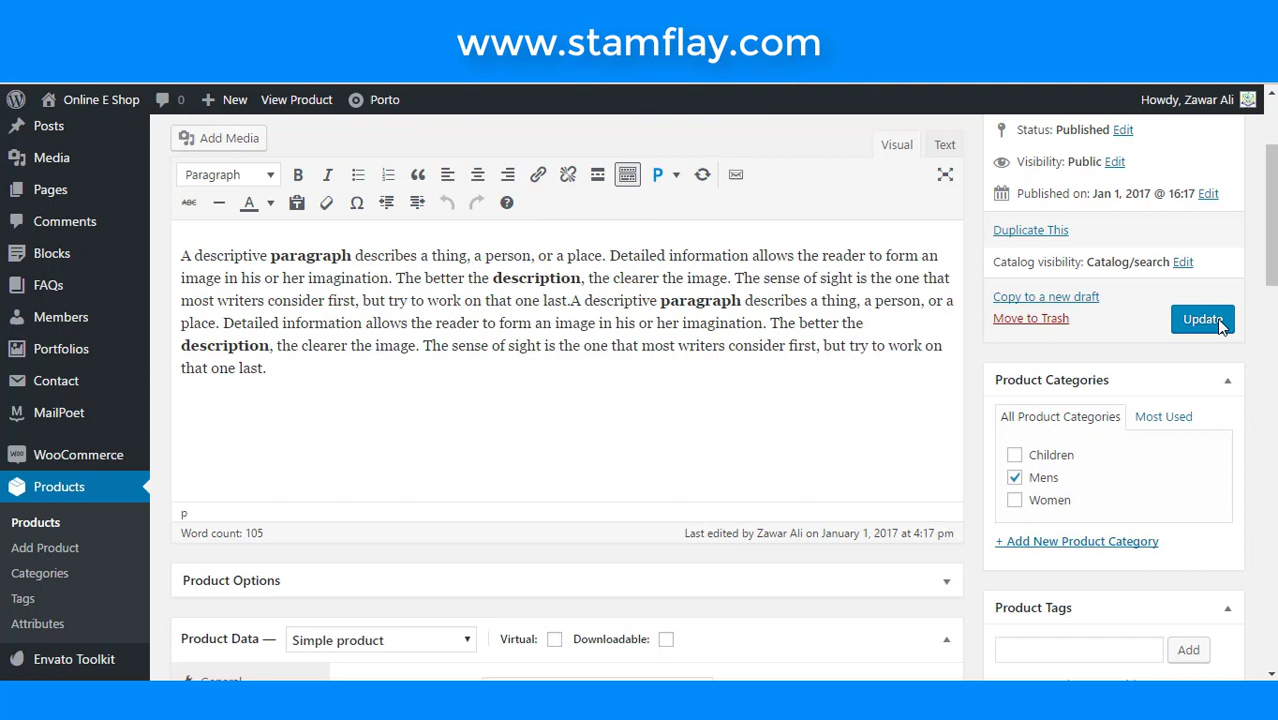 www.stamflay.com
Online E Shop 0 New View Product Porto Howdy, Zawar Ali
Posts
Media
Pages
Comments
Blocks
FAQs
Members
Portfolios
Contact
MailPoet
WooCommerce
Products
Products
Add Product
Categories
Tags
Attributes
Envato Toolkit
Add Media
Visual Text
Paragraph
B I
P
ABC
A
A descriptive paragraph describes a thing, a person, or a place. Detailed information allows the reader to form an
image in his or her imagination. The better the description, the clearer the image. The sense of sight is the one that
most writers consider first, but try to work on that one last.A descriptive paragraph describes a thing, a person, or a
place. Detailed information allows the reader to form an image in his or her imagination. The better the
description, the clearer the image. The sense of sight is the one that most writers consider first, but try to work on
that one last.
p
Word count: 105 Last edited by Zawar Ali on January 1, 2017 at 4:17 pm
Product Options
Product Data — Simple product Virtual: Downloadable:
General
Status: Published Edit
Visibility: Public Edit
Published on: Jan 1, 2017 @ 16:17 Edit
Duplicate This
Catalog visibility: Catalog/search Edit
Copy to a new draft
Move to Trash
Update
Product Categories
All Product Categories Most Used
Children
Mens
Women
+ Add New Product Category
Product Tags
Add